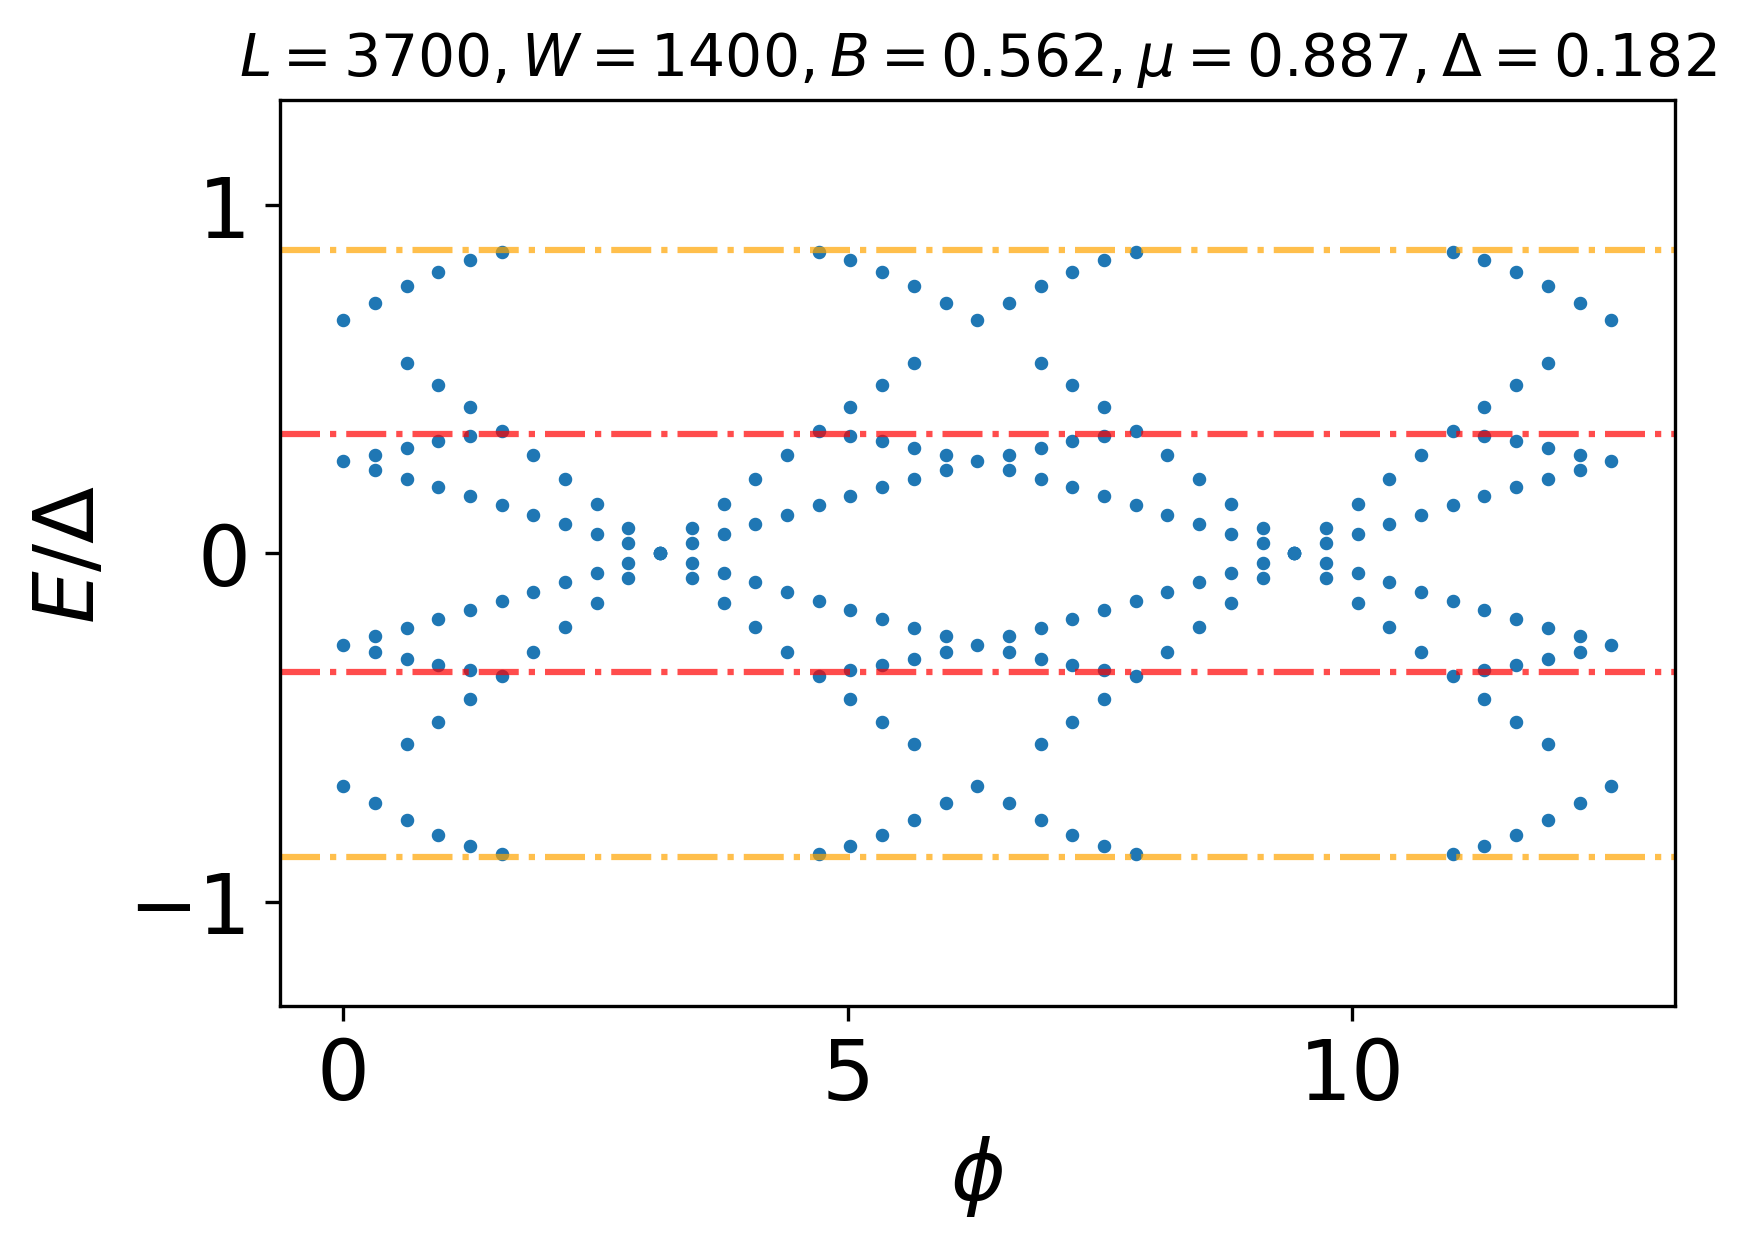 L = 3700, W = 1400, B = 0.562, μ = 0.887, Δ = 0.182
1
0
−1
E/Δ
0 5 10
ϕ